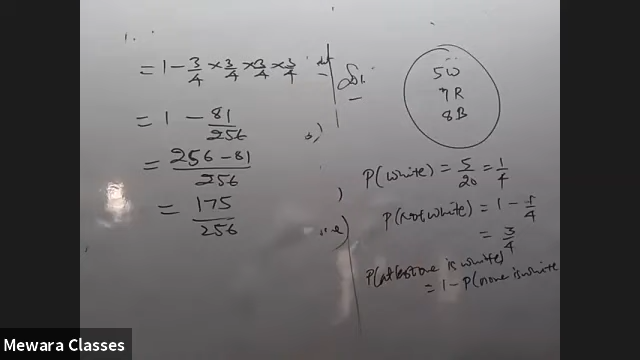 1.
= 1 - 3/4 × 3/4 × 3/4 × 3/4
= 1 - 81/256
= 256 - 81/256
= 175/256
5W
7R
8B
P(white) = 5/20 = 1/4
P(not white) = 1 - 1/4
= 3/4
P(atleast one is white)
= 1 - P(none is white
Mewara Classes